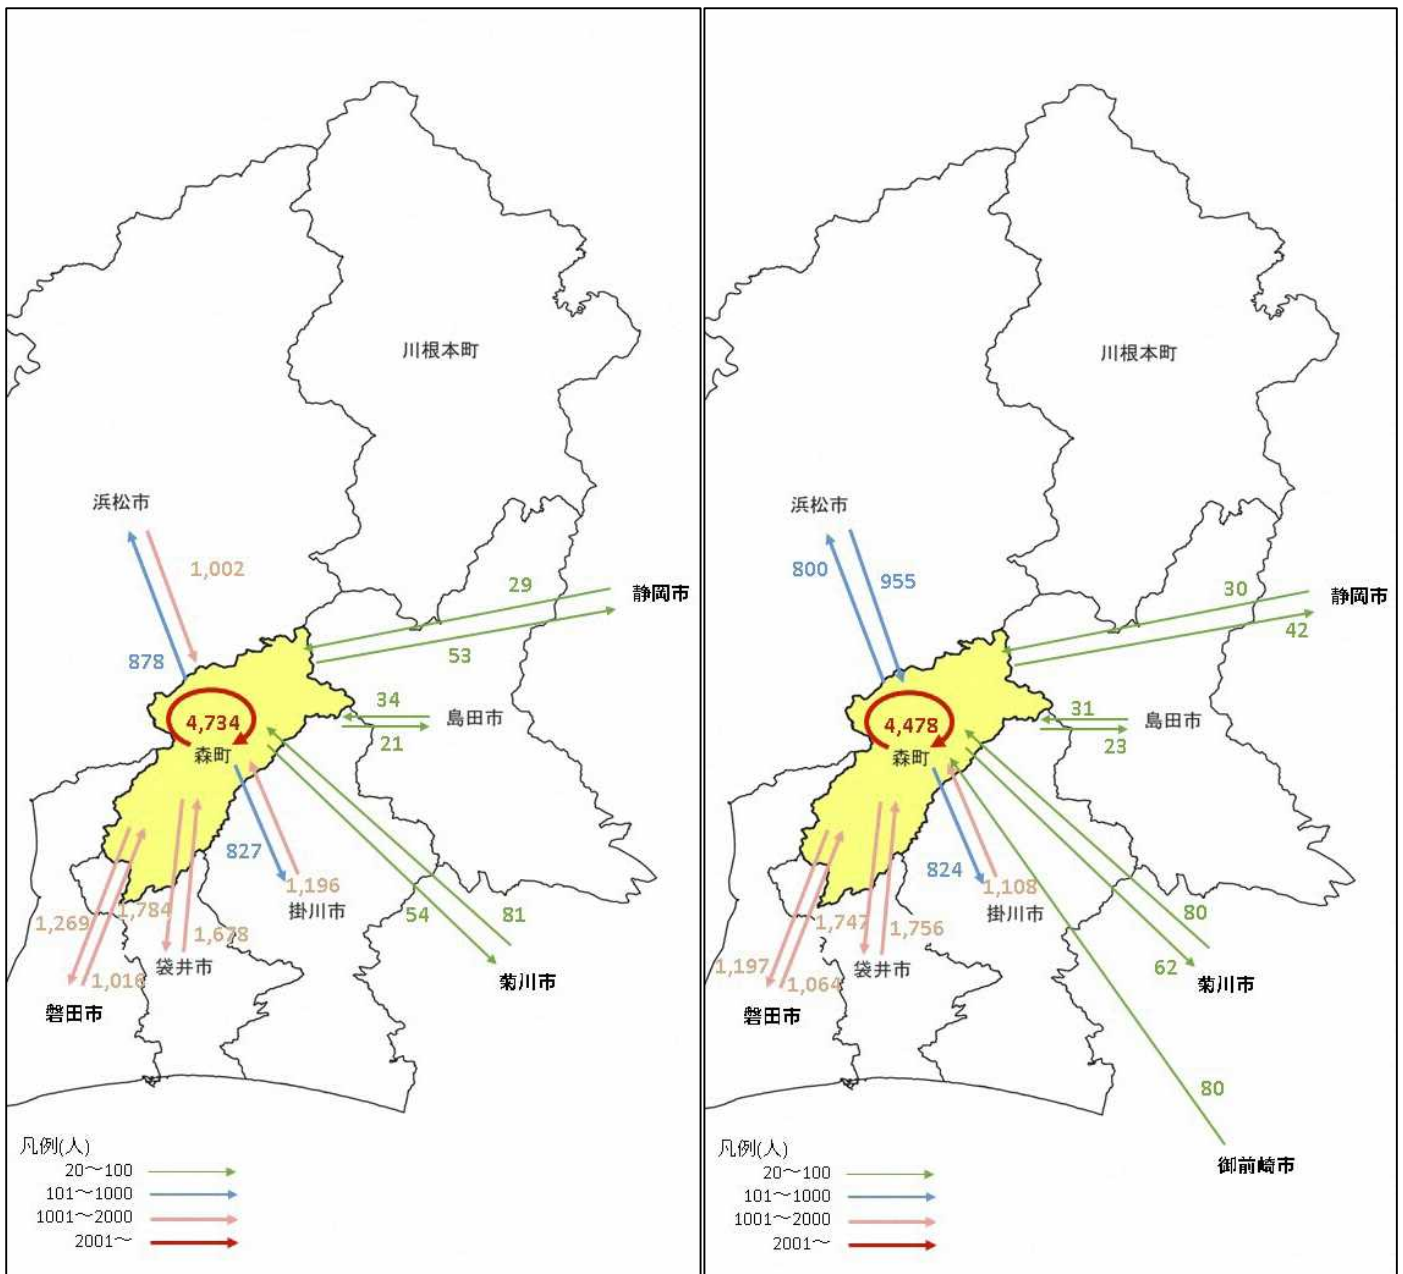 川根本町
浜松市
1,002
29
静岡市
878
53
34
島田市
4,734
21
森町
827
1,196
掛川市
1,269
1,784
1,678
54
81
袋井市
1,016
菊川市
磐田市
凡例(人)
20～100
101～1000
1001～2000
2001～
川根本町
浜松市
800
955
30
静岡市
42
31
島田市
4,478
23
森町
824
1,108
掛川市
1,747
1,756
80
1,197
袋井市
62
1,064
菊川市
磐田市
80
御前崎市
凡例(人)
20～100
101～1000
1001～2000
2001～